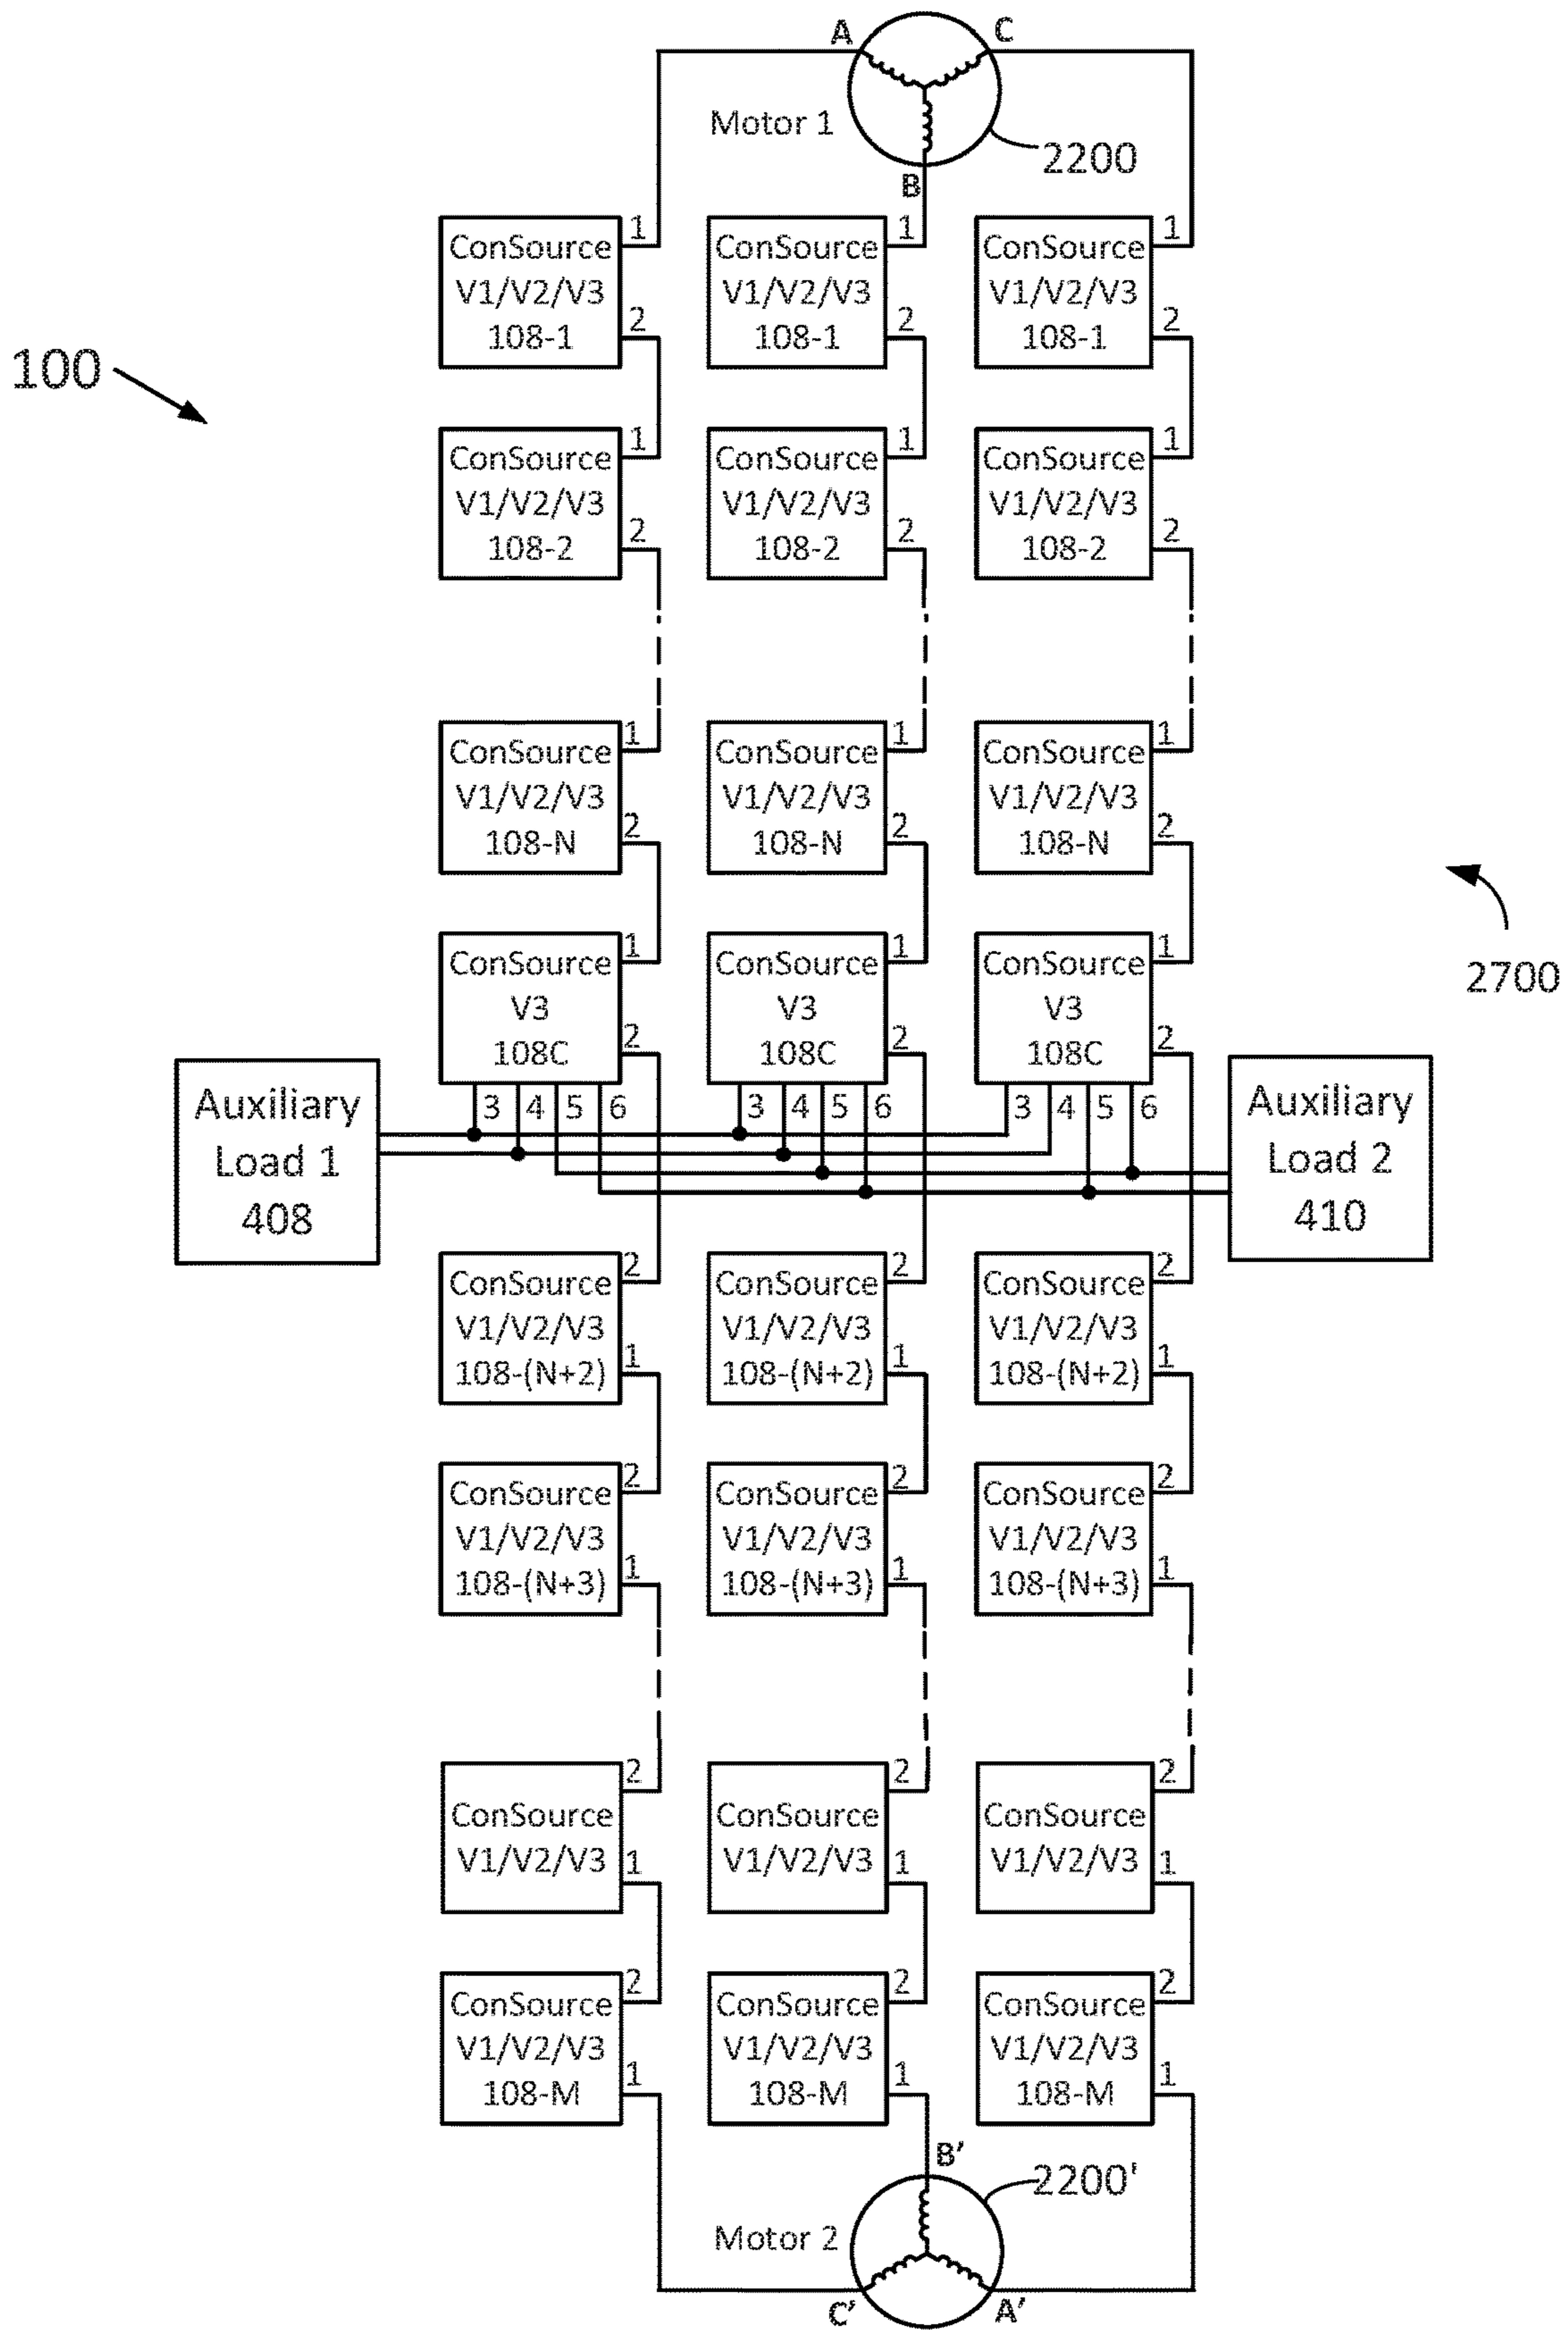 A
C
Motor 1
2200
B
1 1 1
ConSource ConSource ConSource
V1/V2/V3 V1/V2/V3 V1/V2/V3
2 2 2
108-1 108-1 108-1
100
1 1 1
ConSource ConSource ConSource
V1/V2/V3 V1/V2/V3 V1/V2/V3
2 2 2
108-2 108-2 108-2
1 1 1
ConSource ConSource ConSource
V1/V2/V3 V1/V2/V3 V1/V2/V3
2 2 2
108-N 108-N 108-N
1 1 1
ConSource ConSource ConSource
2700
V3 V3 V3
2 2 2
108C 108C 108C
3 4 5 6 3 4 5 6 3 4 5 6
Auxiliary
Load 1
408
Auxiliary
Load 2
410
2 2 2
ConSource ConSource ConSource
V1/V2/V3 V1/V2/V3 V1/V2/V3
1 1 1
108-(N+2) 108-(N+2) 108-(N+2)
2 2 2
ConSource ConSource ConSource
V1/V2/V3 V1/V2/V3 V1/V2/V3
1 1 1
108-(N+3) 108-(N+3) 108-(N+3)
2 2 2
ConSource ConSource ConSource
V1/V2/V3 V1/V2/V3 V1/V2/V3
1 1 1
2 2 2
ConSource ConSource ConSource
V1/V2/V3 V1/V2/V3 V1/V2/V3
1 1 1
108-M 108-M 108-M
B'
2200'
Motor 2
C'
A'